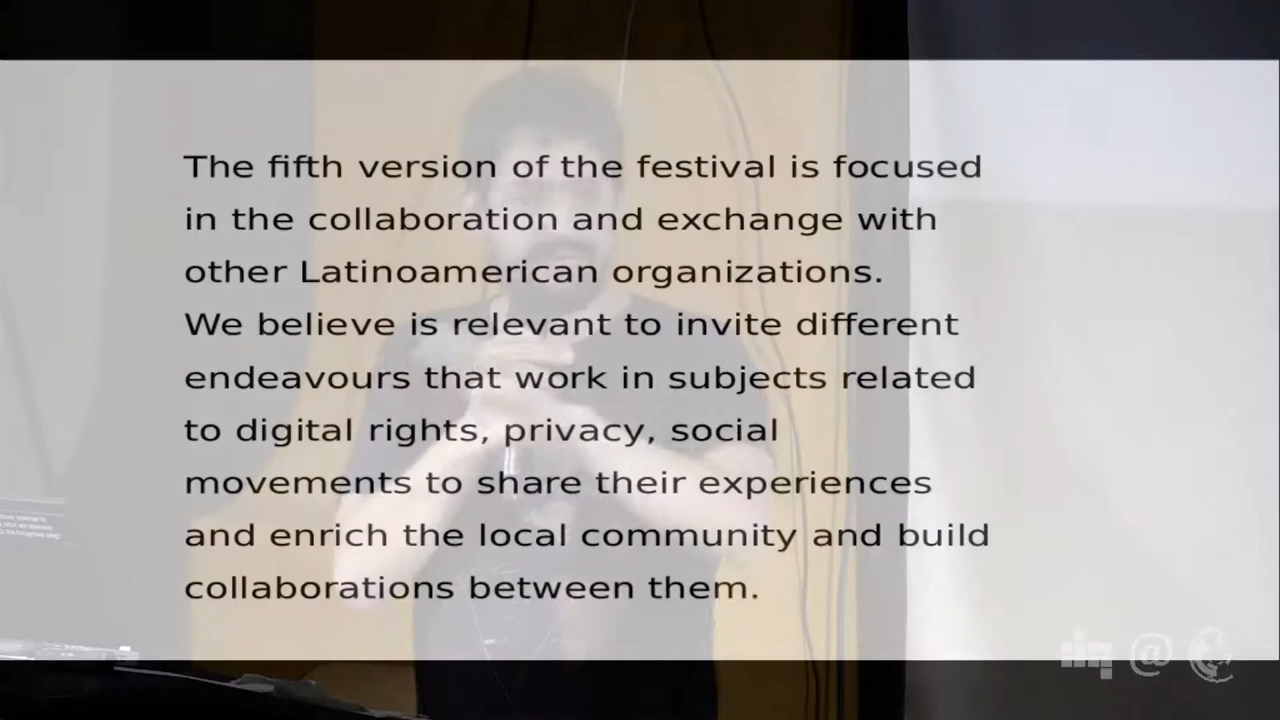 The fifth version of the festival is focused
in the collaboration and exchange with
other Latinoamerican organizations.
We believe is relevant to invite different
endeavours that work in subjects related
to digital rights, privacy, social
movements to share their experiences
and enrich the local community and build
collaborations between them.